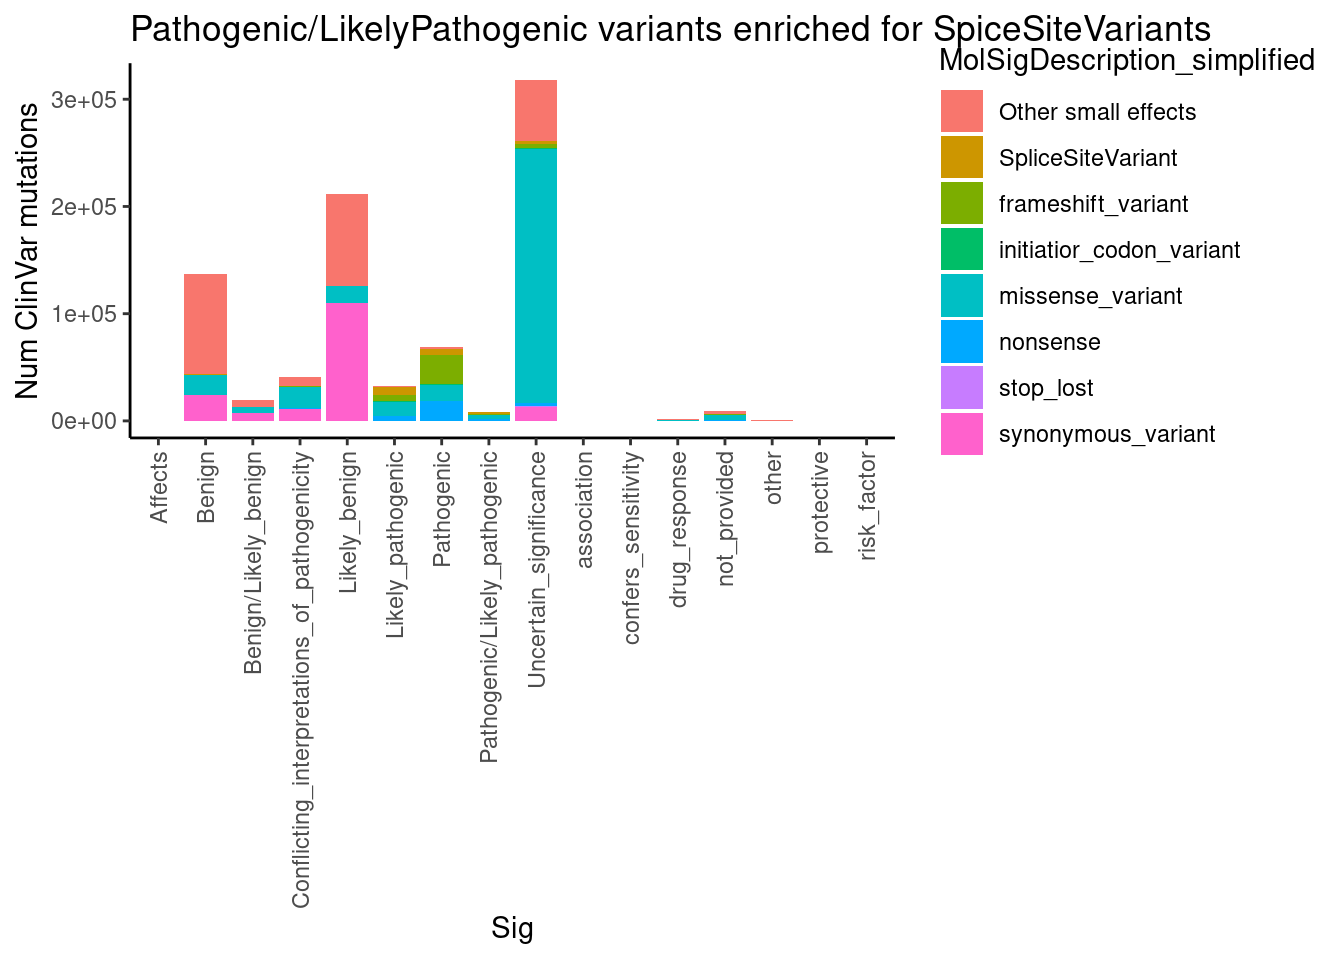 Pathogenic/LikelyPathogenic variants enriched for SpiceSiteVariants
MolSigDescription_simplified
Other small effects
SpliceSiteVariant
frameshift_variant
initiatior_codon_variant
missense_variant
nonsense
stop_lost
synonymous_variant
Num ClinVar mutations
3e+05
2e+05
1e+05
0e+00
Affects
Benign
Benign/Likely_benign
Conflicting_interpretations_of_pathogenicity
Likely_benign
Likely_pathogenic
Pathogenic
Pathogenic/Likely_pathogenic
Uncertain_significance
association
confers_sensitivity
drug_response
not_provided
other
protective
risk_factor
Sig